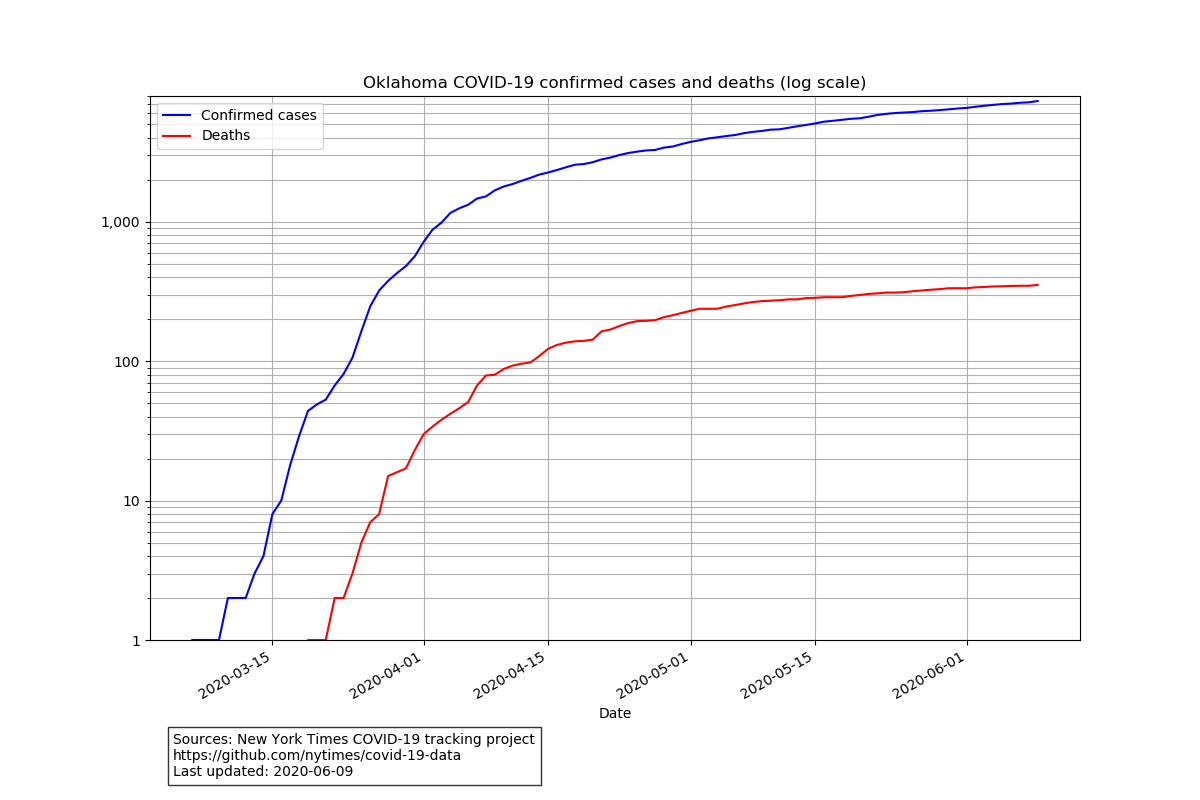 Oklahoma COVID-19 confirmed cases and deaths (log scale)
Confirmed cases
Deaths
1,000
100
10
1
2020-03-15
2020-04-01
2020-04-15
2020-05-01
2020-05-15
2020-06-01
Date
Sources: New York Times COVID-19 tracking project
https://github.com/nytimes/covid-19-data
Last updated: 2020-06-09